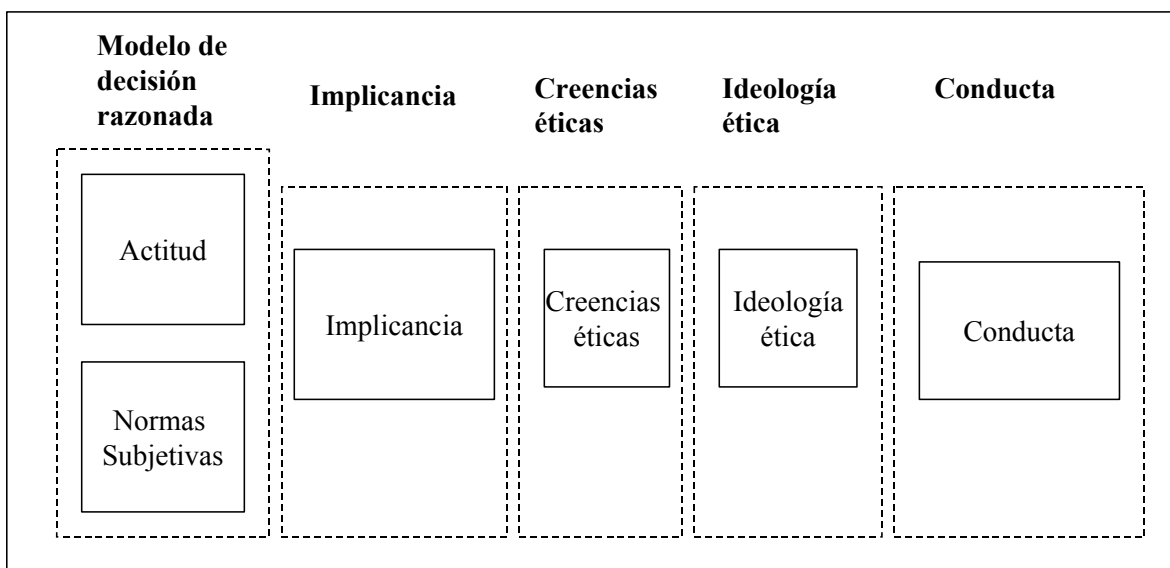 Modelo de
decisión
razonada
Implicancia
Creencias
éticas
Ideología
ética
Conducta
Actitud
Normas
Subjetivas
Implicancia
Creencias
éticas
Ideología
ética
Conducta